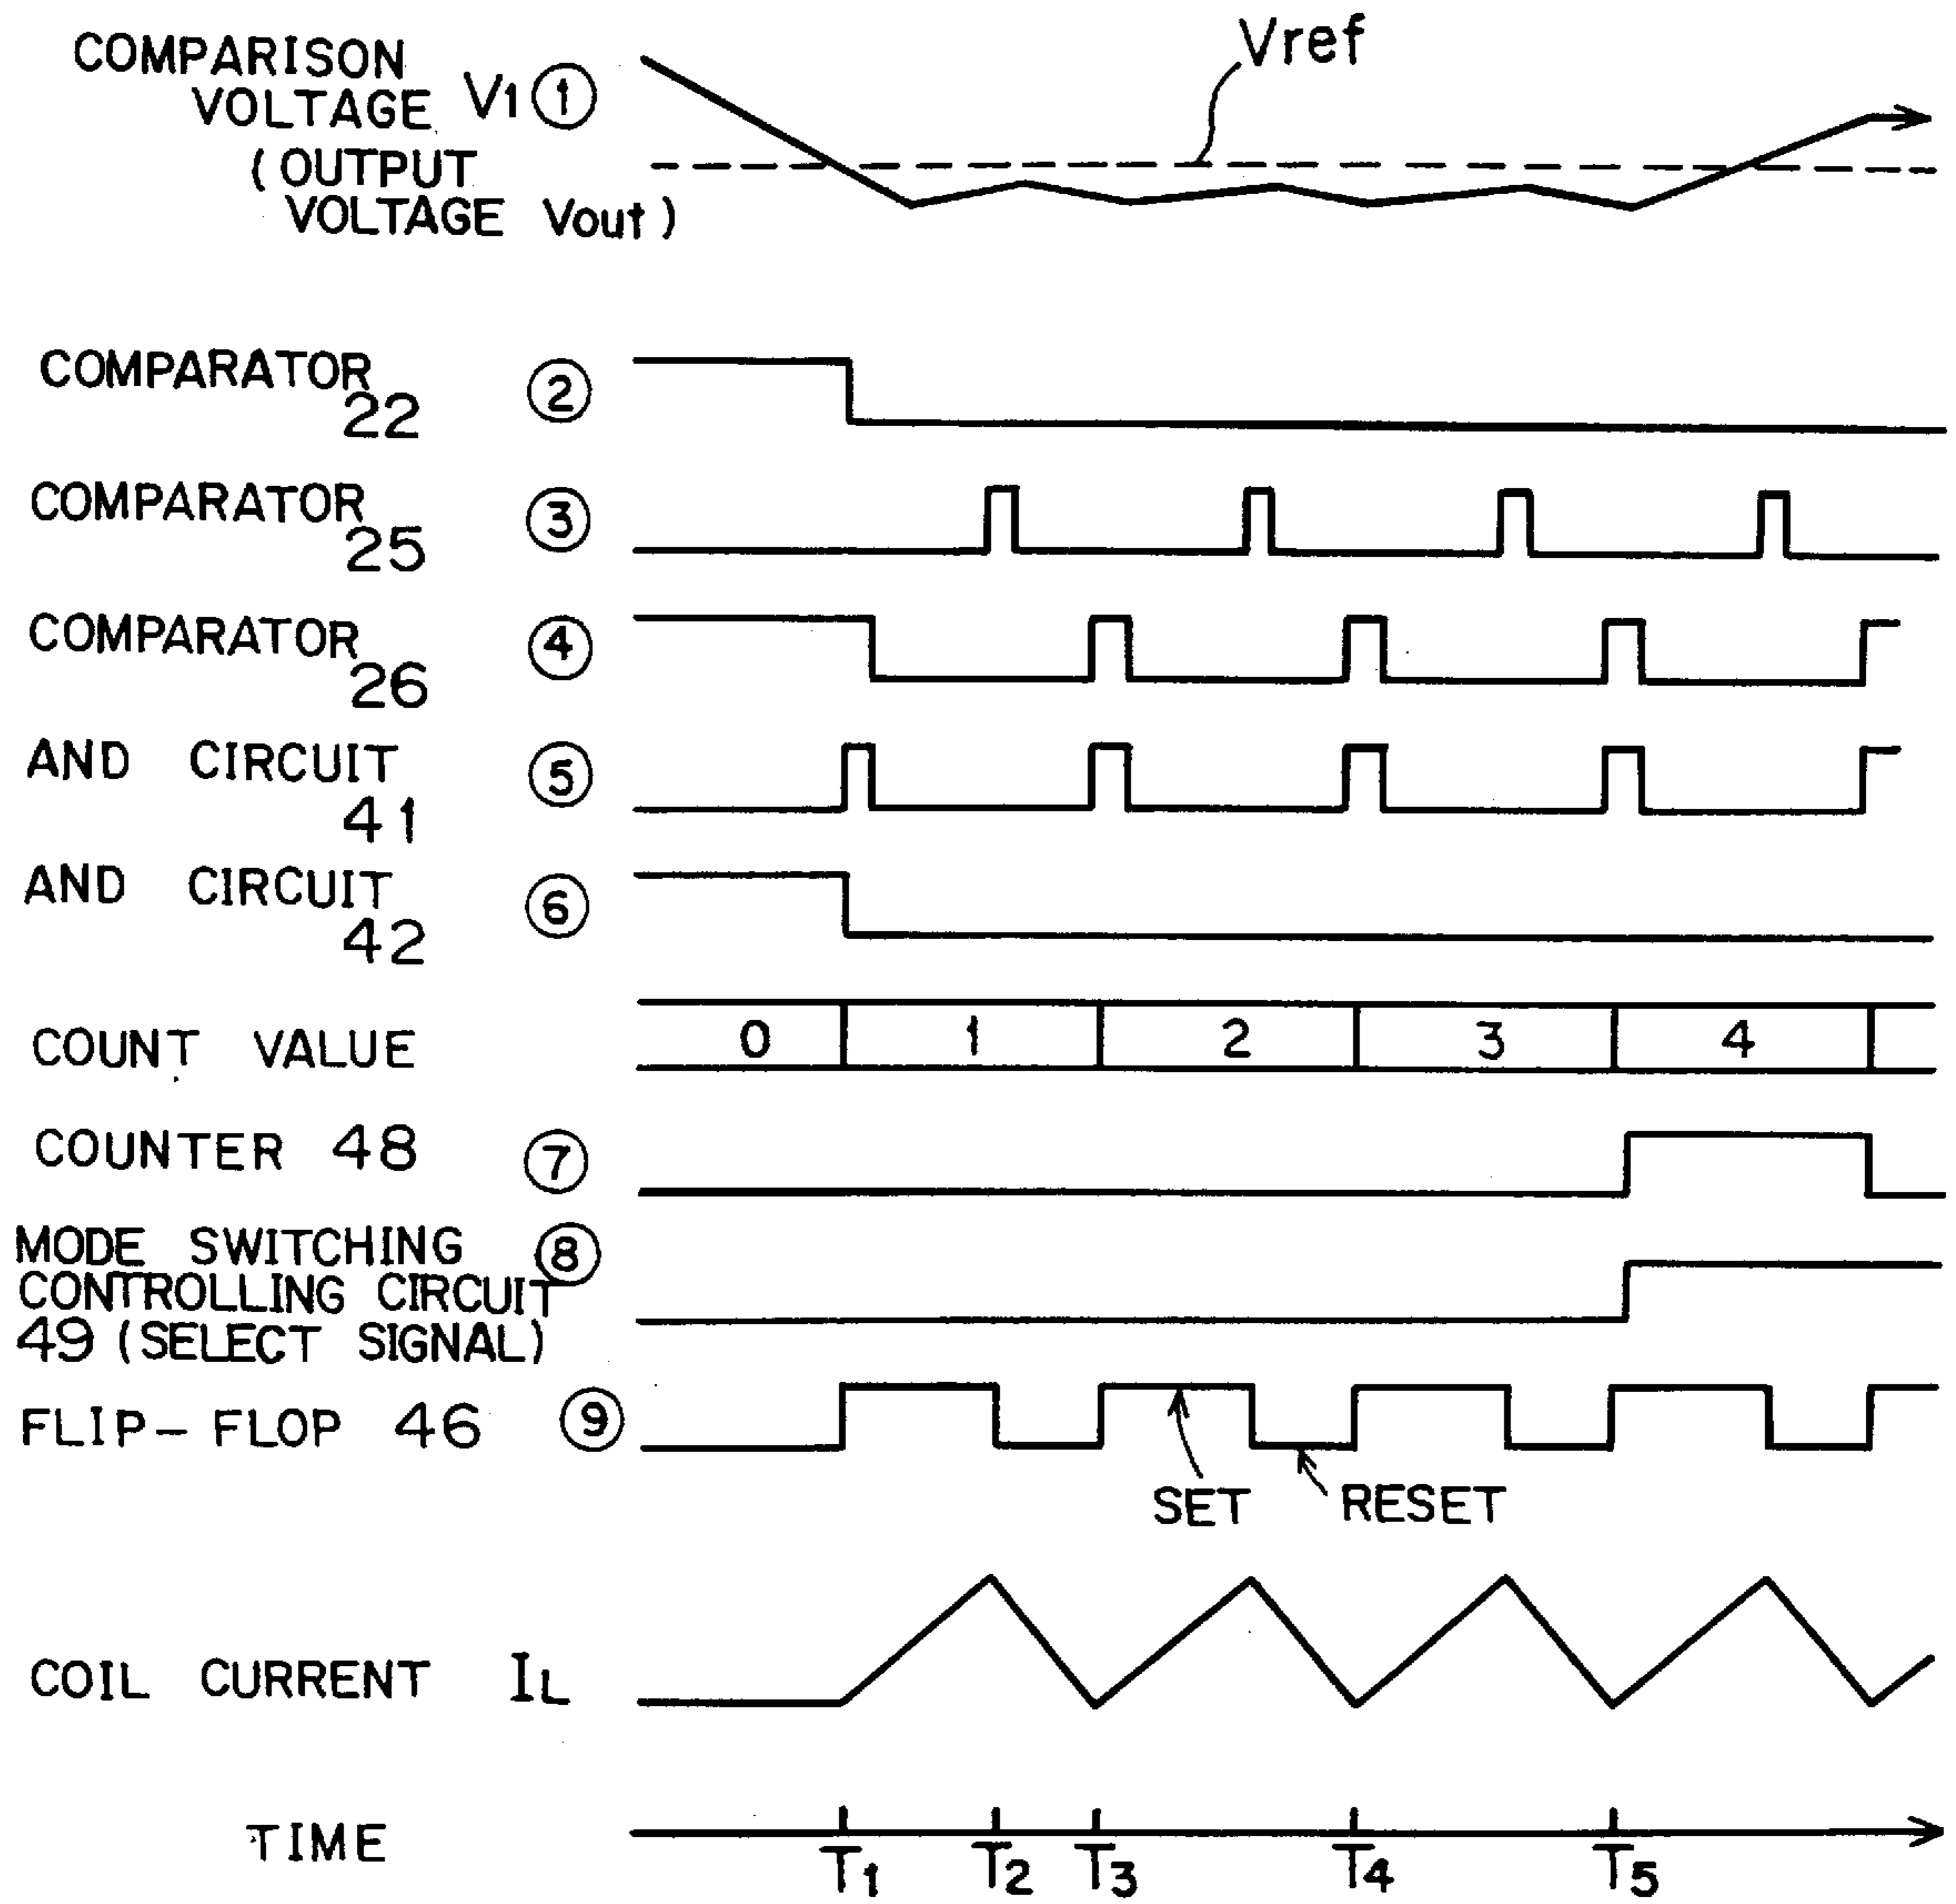 COMPARISON
VOLTAGE V1 ①
(OUTPUT
VOLTAGE Vout)
Vref
COMPARATOR
22 ②
COMPARATOR
25 ③
COMPARATOR
26 ④
AND CIRCUIT
41 ⑤
AND CIRCUIT
42 ⑥
COUNT VALUE 0 1 2 3 4
COUNTER 48 ⑦
MODE SWITCHING ⑧
CONTROLLING CIRCUIT
49 (SELECT SIGNAL)
FLIP-FLOP 46 ⑨
SET RESET
COIL CURRENT IL
TIME
T1 T2 T3 T4 T5